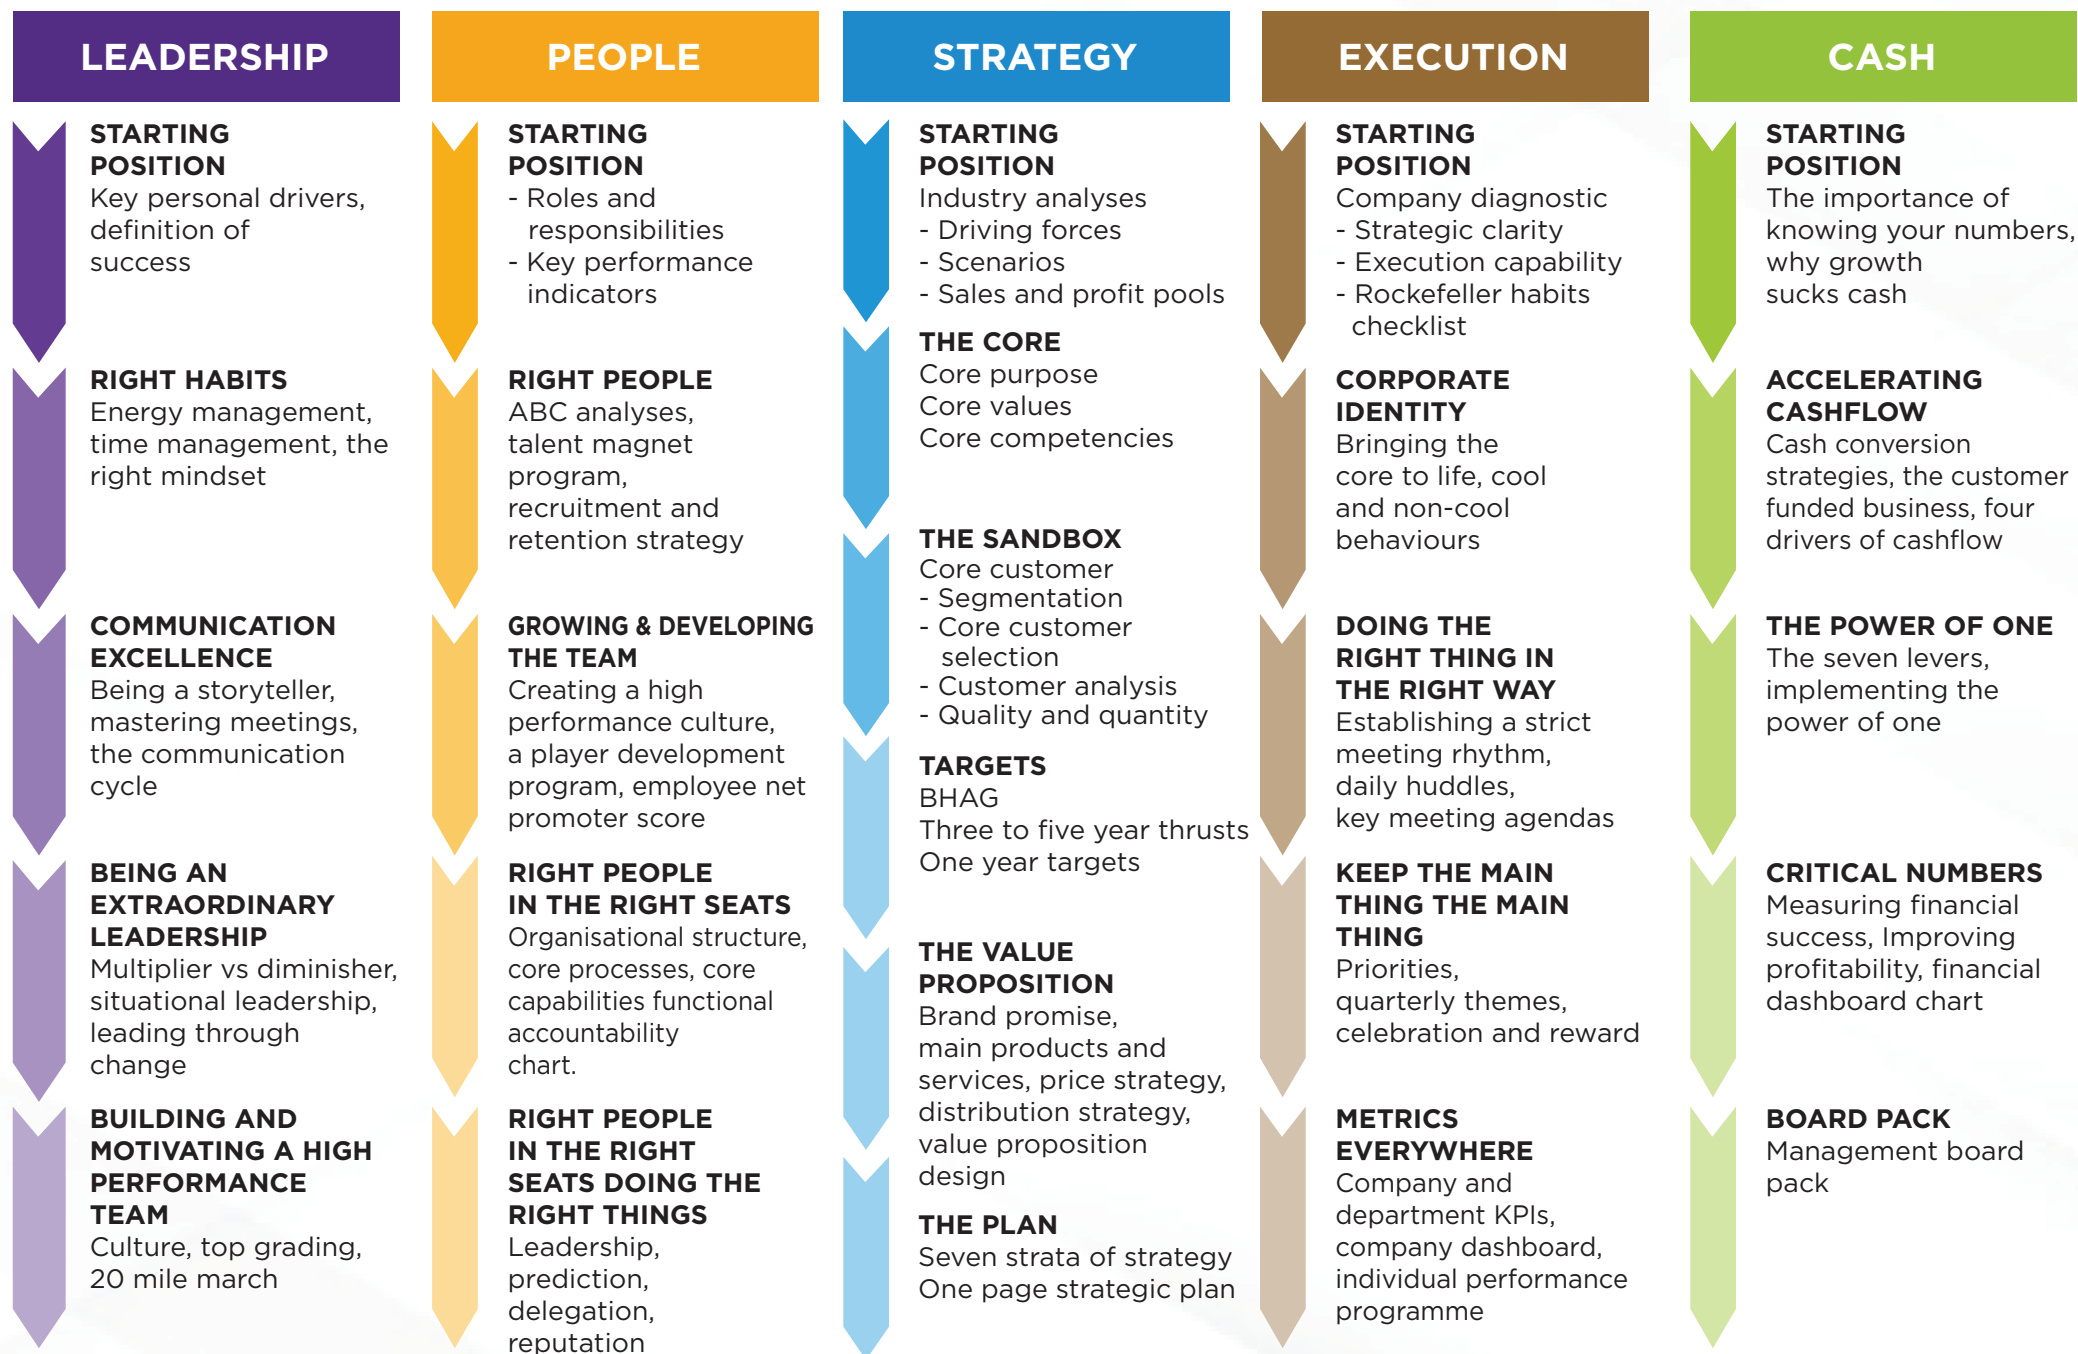 LEADERSHIP
STARTING
POSITION
Key personal drivers,
definition of
success
RIGHT HABITS
Energy management,
time management, the
right mindset
COMMUNICATION
EXCELLENCE
Being a storyteller,
mastering meetings,
the communication
cycle
BEING AN
EXTRAORDINARY
LEADERSHIP
Multiplier vs diminisher,
situational leadership,
leading through
change
BUILDING AND
MOTIVATING A HIGH
PERFORMANCE
TEAM
Culture, top grading,
20 mile march
PEOPLE
STARTING
POSITION
- Roles and
responsibilities
- Key performance
indicators
RIGHT PEOPLE
ABC analyses,
talent magnet
program,
recruitment and
retention strategy
GROWING & DEVELOPING
THE TEAM
Creating a high
performance culture,
a player development
program, employee net
promoter score
RIGHT PEOPLE
IN THE RIGHT SEATS
Organisational structure,
core processes, core
capabilities functional
accountability
chart.
RIGHT PEOPLE
IN THE RIGHT
SEATS DOING THE
RIGHT THINGS
Leadership,
prediction,
delegation,
reputation
STRATEGY
STARTING
POSITION
Industry analyses
- Driving forces
- Scenarios
- Sales and profit pools
THE CORE
Core purpose
Core values
Core competencies
THE SANDBOX
Core customer
- Segmentation
- Core customer
selection
- Customer analysis
- Quality and quantity
TARGETS
BHAG
Three to five year thrusts
One year targets
THE VALUE
PROPOSITION
Brand promise,
main products and
services, price strategy,
distribution strategy,
value proposition
design
THE PLAN
Seven strata of strategy
One page strategic plan
EXECUTION
STARTING
POSITION
Company diagnostic
- Strategic clarity
- Execution capability
- Rockefeller habits
checklist
CORPORATE
IDENTITY
Bringing the
core to life, cool
and non-cool
behaviours
DOING THE
RIGHT THING IN
THE RIGHT WAY
Establishing a strict
meeting rhythm,
daily huddles,
key meeting agendas
KEEP THE MAIN
THING THE MAIN
THING
Priorities,
quarterly themes,
celebration and reward
METRICS
EVERYWHERE
Company and
department KPIs,
company dashboard,
individual performance
programme
CASH
STARTING
POSITION
The importance of
knowing your numbers,
why growth
sucks cash
ACCELERATING
CASHFLOW
Cash conversion
strategies, the customer
funded business, four
drivers of cashflow
THE POWER OF ONE
The seven levers,
implementing the
power of one
CRITICAL NUMBERS
Measuring financial
success, Improving
profitability, financial
dashboard chart
BOARD PACK
Management board
pack